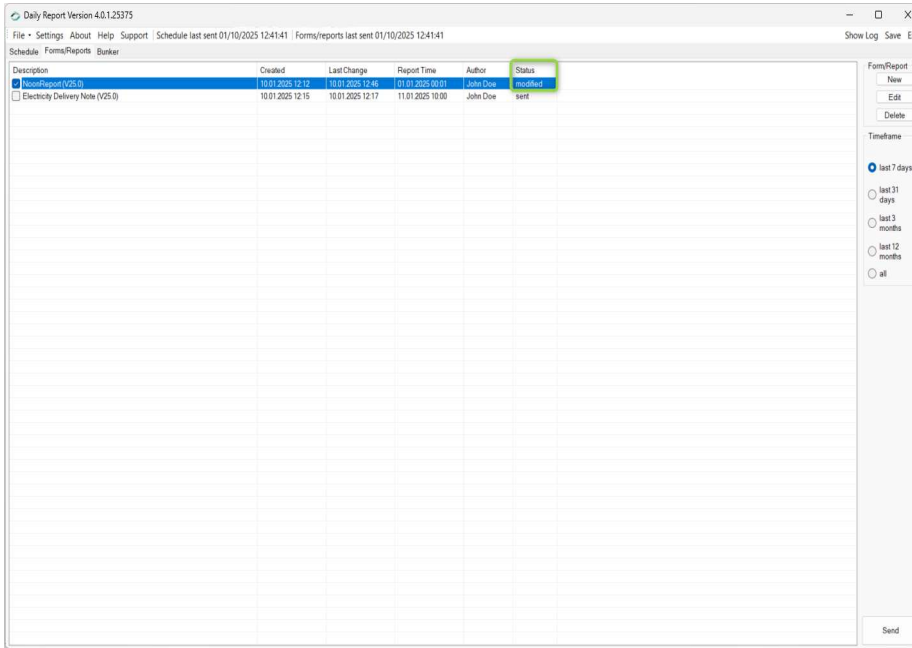 Daily Report Version 4.0.1.25375
File Settings About Help Support Schedule last sent 01/10/2025 12:41:41 Forms/reports last sent 01/10/2025 12:41:41 Show Log Save E
Schedule Forms/Reports Bunker
Description Created Last Change Report Time Author Status
NoonReport (V25.0) 10.01.2025 12:12 10.01.2025 12:46 01.01.2025 00:01 John Doe modified
Electricity Delivery Note (V25.0) 10.01.2025 12:15 10.01.2025 12:17 11.01.2025 10:00 John Doe sent
Form/Report
New
Edit
Delete
Timeframe
last 7 days
last 31
days
last 3
months
last 12
months
all
Send